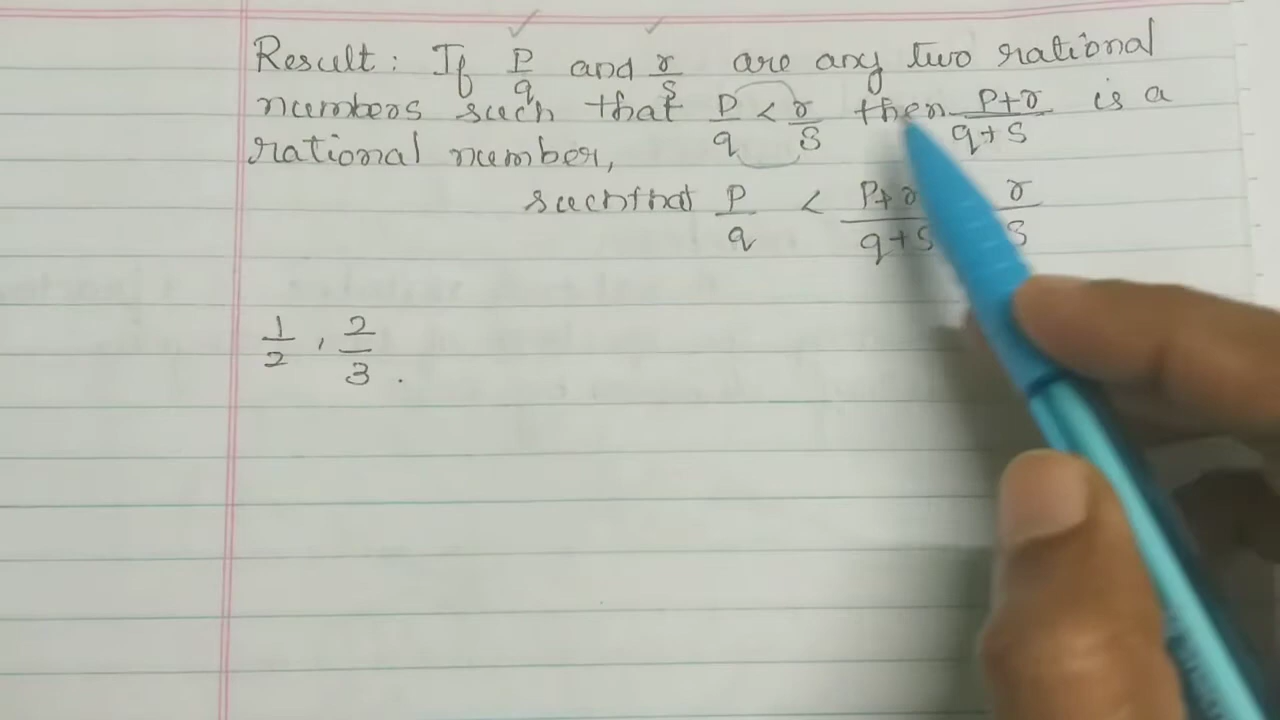 Result: If p/q and r/s are any two rational
numbers such that p/q < r/s then p+r/q+s is a
rational number,
such that p/q < p+r/q+s r/s
1/2 , 2/3 .